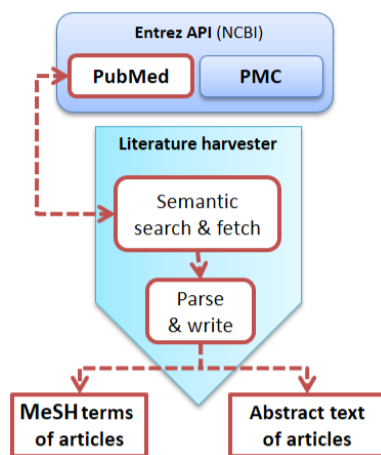 Entrez API (NCBI)
PubMed
PMC
Literature harvester
Semantic
search & fetch
Parse
& write
MeSH terms
of articles
Abstract text
of articles